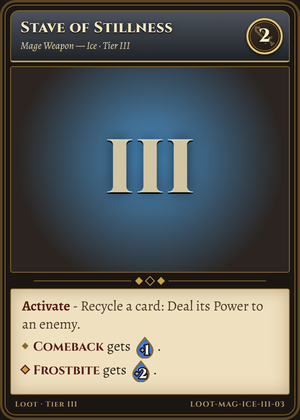 Stave of Stillness
2
Mage Weapon — Ice · Tier III
III
Activate - Recycle a card: Deal its Power to
an enemy.
Comeback gets 1 .
Frostbite gets 2 .
Loot · Tier III
LOOT-MAG-ICE-III-03